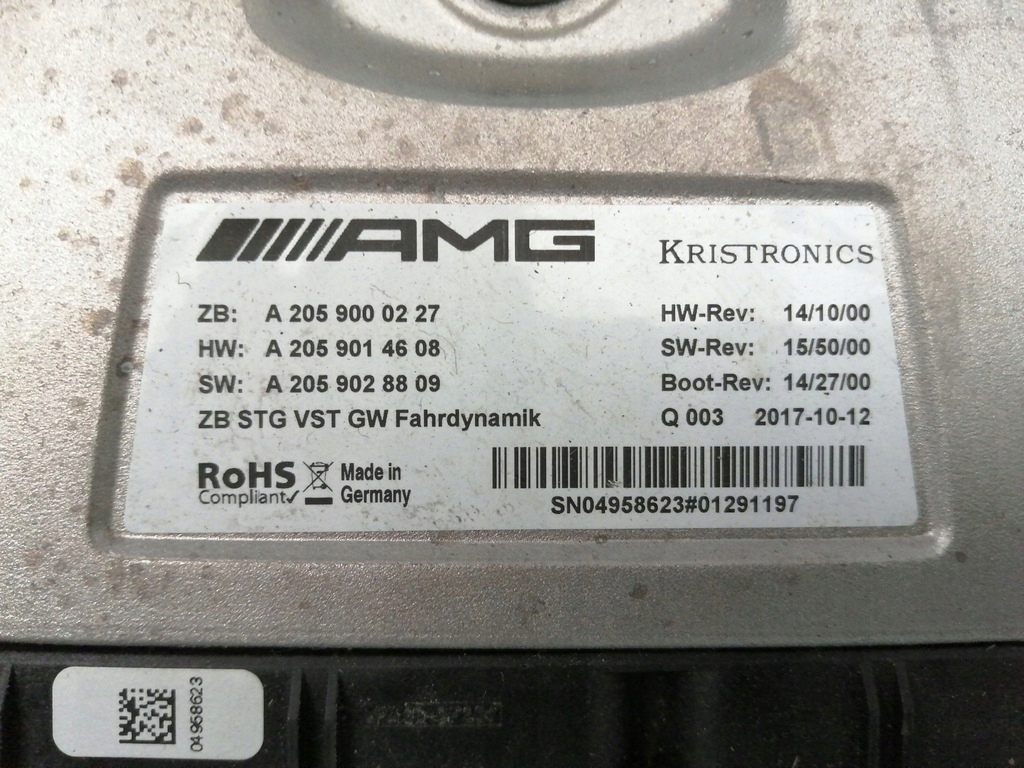 AMG KRISTRONICS
ZB: A 205 900 02 27 HW-Rev: 14/10/00
HW: A 205 901 46 08 SW-Rev: 15/50/00
SW: A 205 902 88 09 Boot-Rev: 14/27/00
ZB STG VST GW Fahrdynamik Q 003 2017-10-12
RoHS Made in
Compliant Germany
SN04958623#01291197
04958623